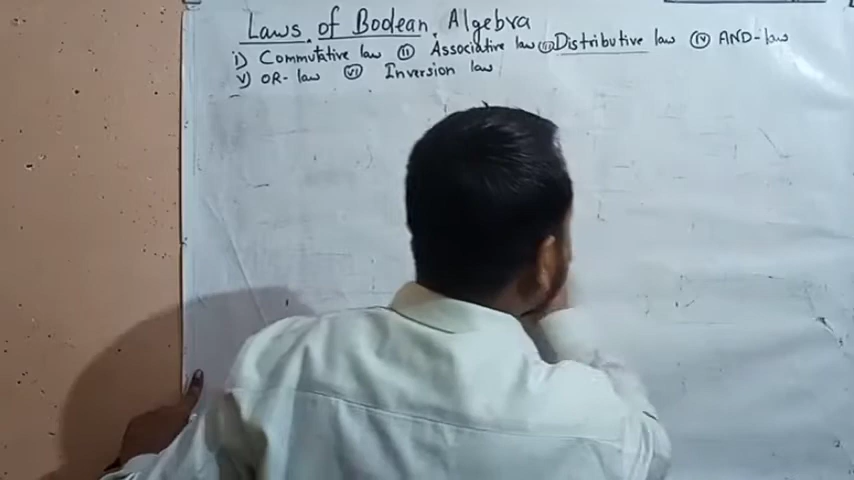 Laws of Boolean Algebra
i) Commutative law (ii) Associative law (iii) Distributive law (iv) AND-law
v) OR-law (vi) Inversion law